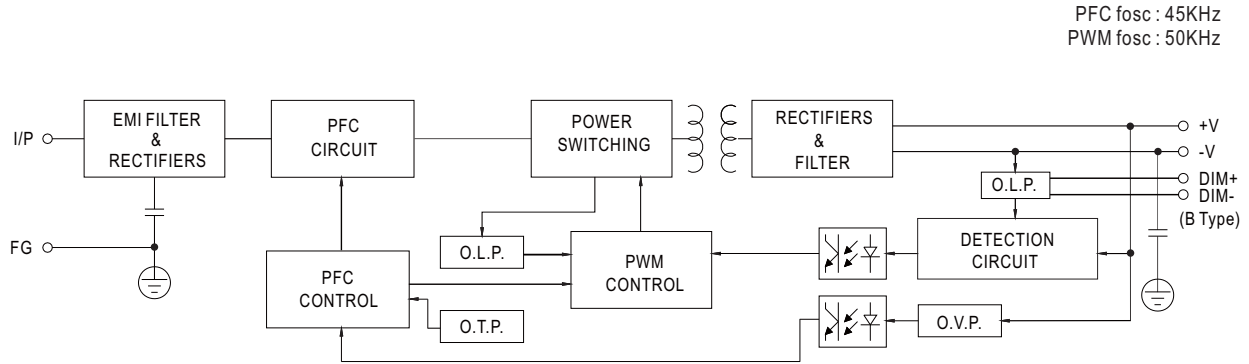 PFC fosc : 45KHz
PWM fosc : 50KHz
I/P
EMI FILTER
&
RECTIFIERS
PFC
CIRCUIT
POWER
SWITCHING
RECTIFIERS
&
FILTER
+V
-V
O.L.P.
DIM+
DIM-
(B Type)
FG
O.L.P.
PFC
CONTROL
PWM
CONTROL
DETECTION
CIRCUIT
O.T.P.
O.V.P.